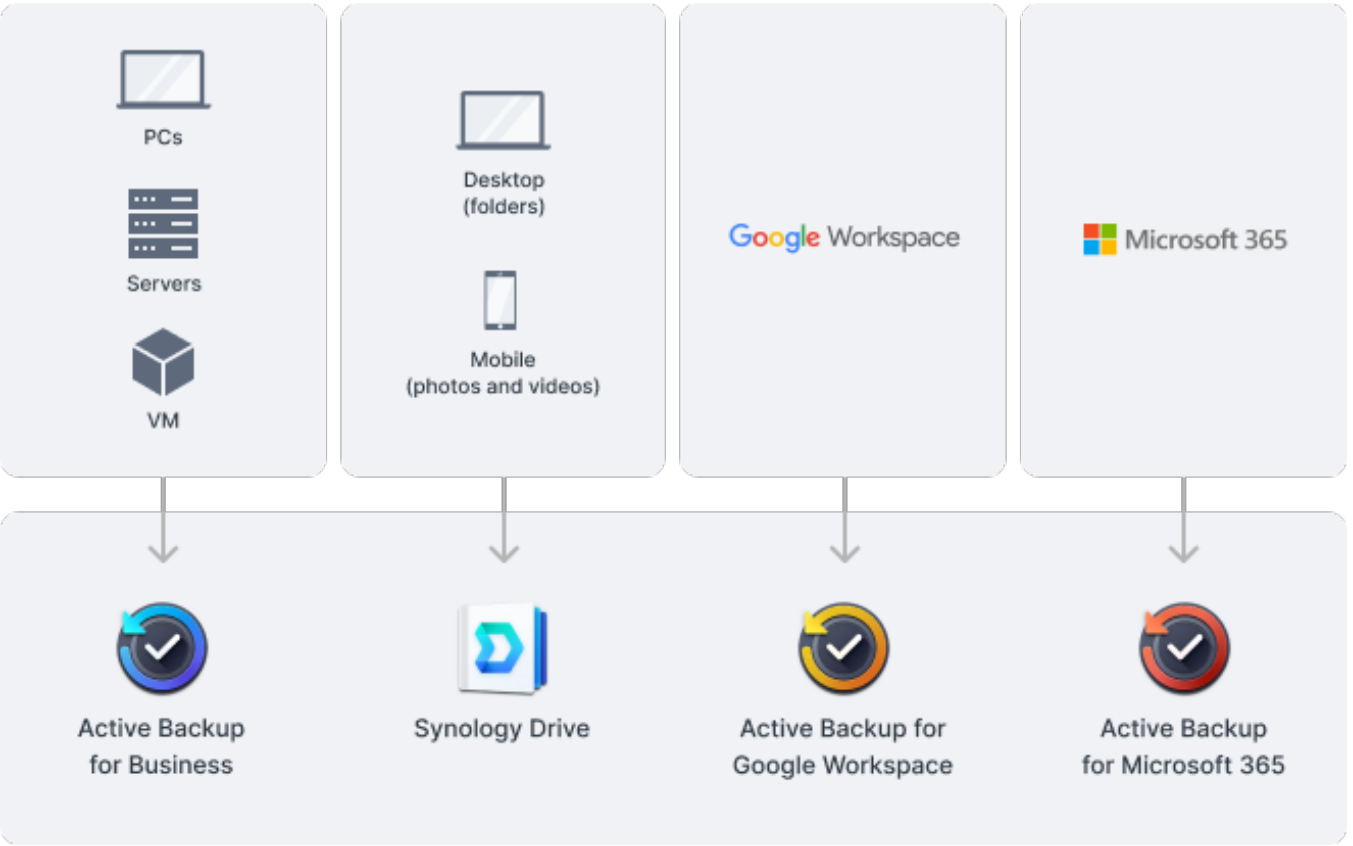 PCs
Servers
VM
Desktop
(folders)
Mobile
(photos and videos)
Google Workspace
Microsoft 365
Active Backup
for Business
Synology Drive
Active Backup for
Google Workspace
Active Backup
for Microsoft 365